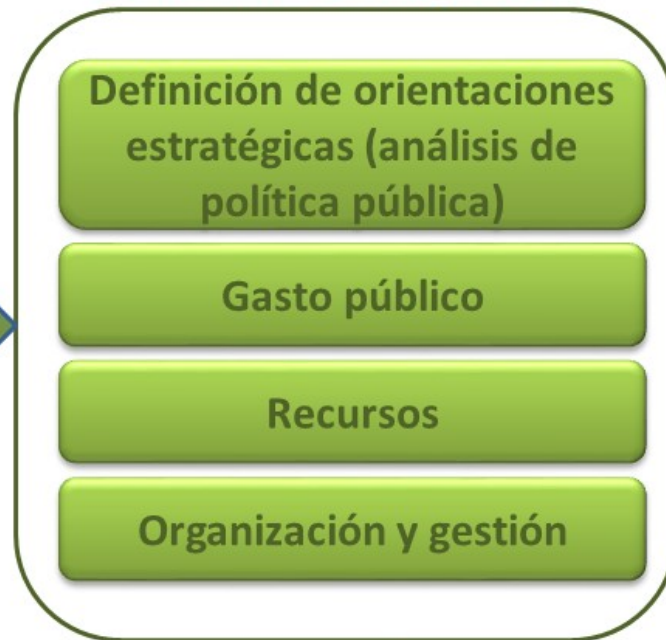 Definición de orientaciones
estratégicas (análisis de
política pública)
Gasto público
Recursos
Organización y gestión